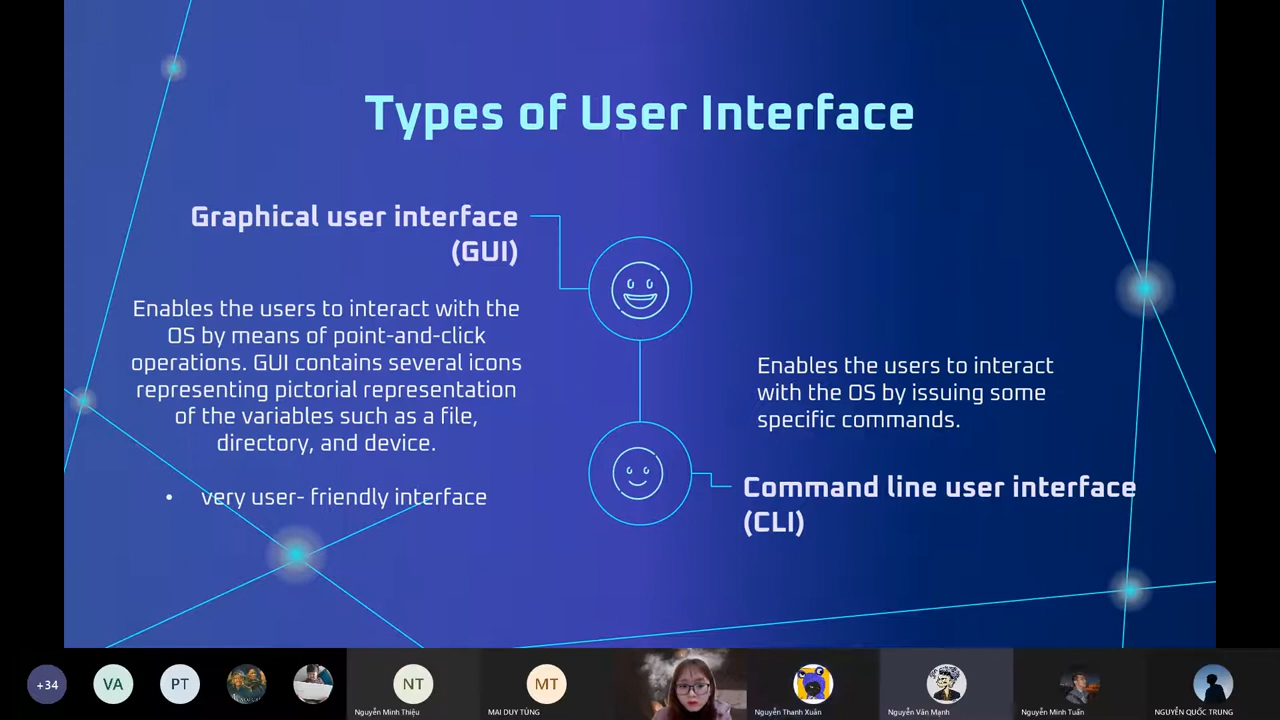 Types of User Interface
Graphical user interface
(GUI)
Enables the users to interact with the
OS by means of point-and-click
operations. GUI contains several icons
representing pictorial representation
of the variables such as a file,
directory, and device.
• very user- friendly interface
Enables the users to interact
with the OS by issuing some
specific commands.
Command line user interface
(CLI)
+34
VA
PT
NT
Nguyễn Minh Thiệu
MT
MAI DUY TÙNG
Nguyễn Thanh Xuân
Nguyễn Văn Mạnh
Nguyễn Minh Tuấn
NGUYỄN QUỐC TRUNG